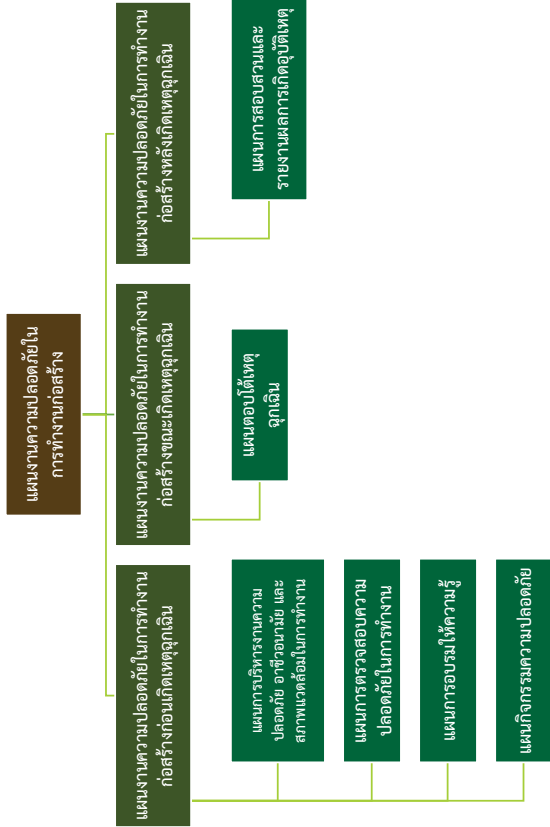 แผนงานความปลอดภัยใน
การทำงานก่อสร้าง
แผนงานความปลอดภัยในการทำงาน
ก่อสร้างก่อนเกิดเหตุฉุกเฉิน
แผนการบริหารงานความ
ปลอดภัย อาชีวอนามัย และ
สภาพแวดล้อมในการทำงาน
แผนการตรวจสอบความ
ปลอดภัยในการทำงาน
แผนการอบรมให้ความรู้
แผนกิจกรรมความปลอดภัย
แผนงานความปลอดภัยในการทำงาน
ก่อสร้างขณะเกิดเหตุฉุกเฉิน
แผนตอบโต้เหตุ
ฉุกเฉิน
แผนงานความปลอดภัยในการทำงาน
ก่อสร้างหลังเกิดเหตุฉุกเฉิน
แผนการสอบสวนและ
รายงานผลการเกิดอุบัติเหตุ